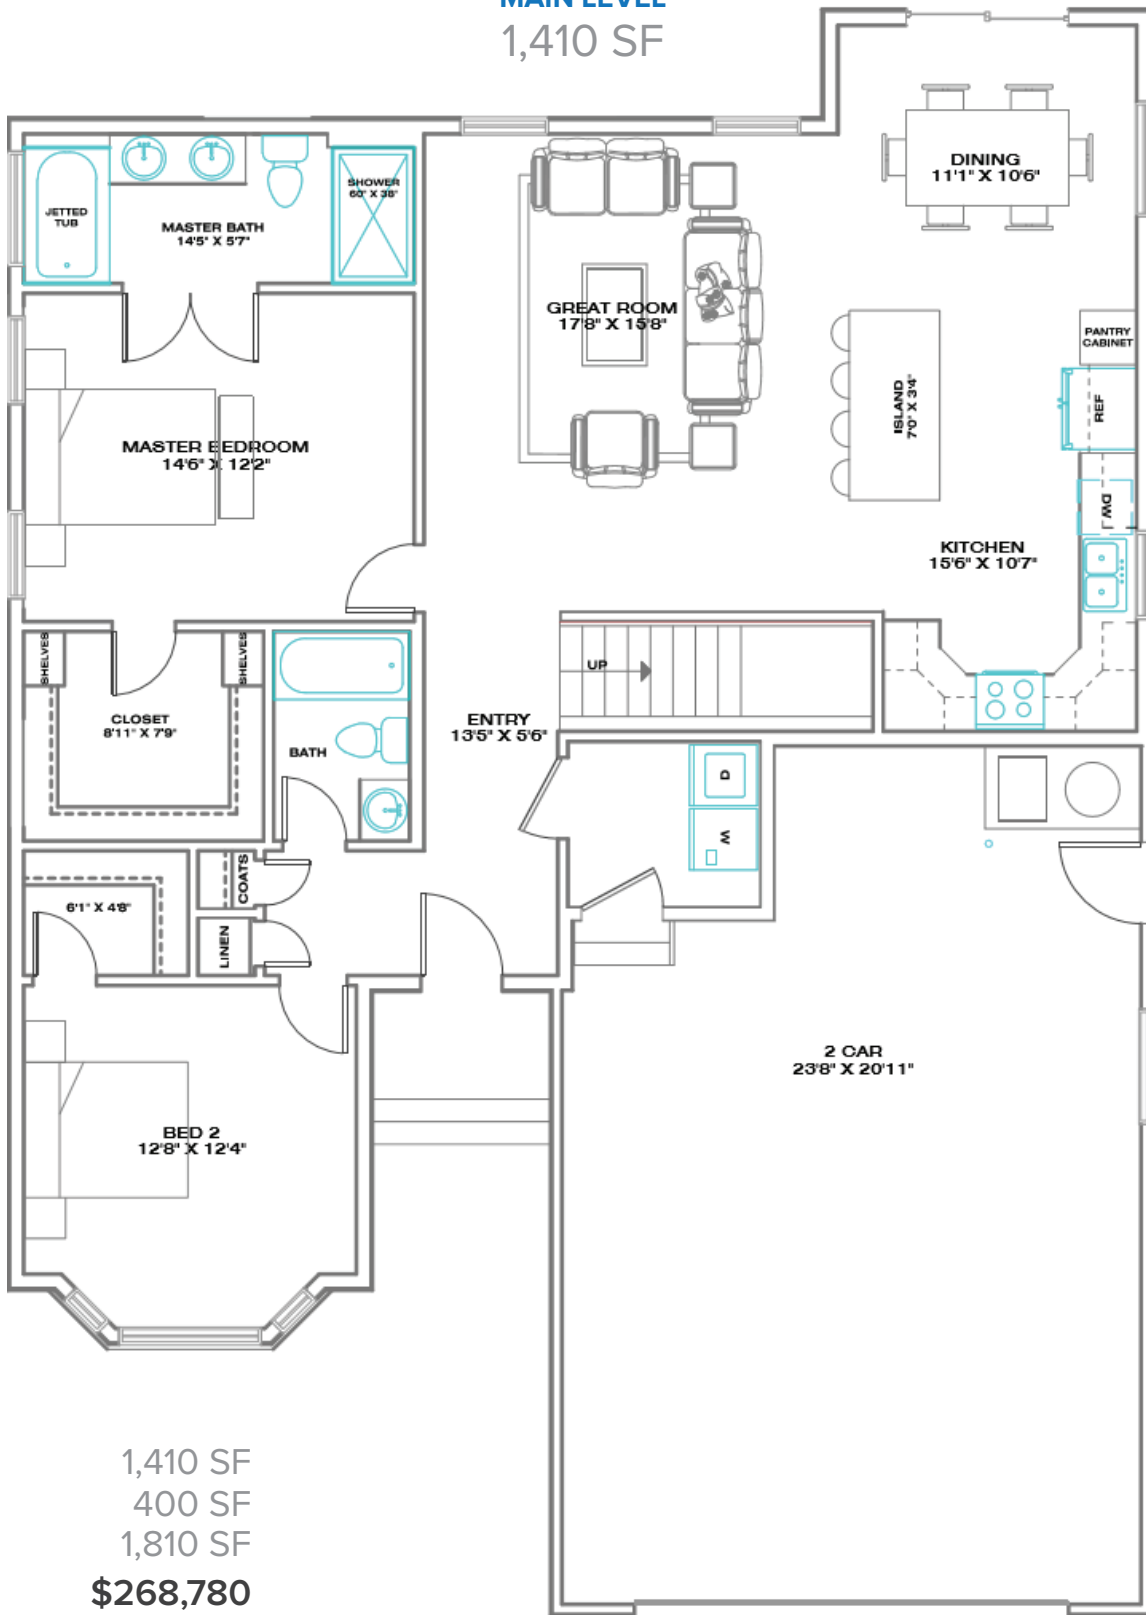 MAIN LEVEL
1,410 SF
DINING
11'1" X 10'6"
SHOWER
60" X 38"
JETTED
TUB
MASTER BATH
14'5" X 5'7"
GREAT ROOM
17'8" X 15'8"
PANTRY
CABINET
ISLAND
7'0" X 3'4"
REF
MASTER BEDROOM
14'6" X 12'2"
DW
KITCHEN
15'6" X 10'7"
SHELVES
SHELVES
UP
CLOSET
8'11" X 7'9"
ENTRY
13'5" X 5'6"
BATH
D
W
COATS
6'1" X 4'8"
LINEN
2 CAR
23'8" X 20'11"
BED 2
12'8" X 12'4"
1,410 SF
400 SF
1,810 SF
$268,780